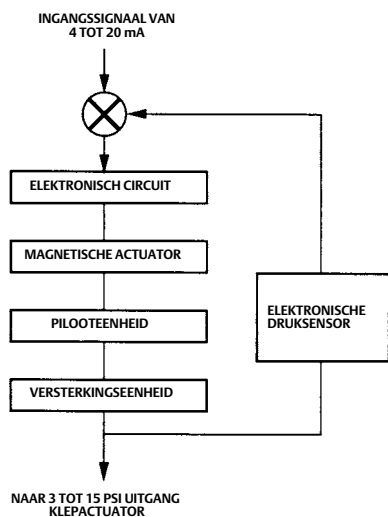 INGANGSSIGNAAL VAN
4 TOT 20 mA
ELEKTRONISCH CIRCUIT
MAGNETISCHE ACTUATOR
PILOOTEENHEID
ELEKTRONISCHE
DRUKSENSOR
VERSTERKINGSEENHEID
NAAR 3 TOT 15 PSI UITGANG
KLEPACTUATOR